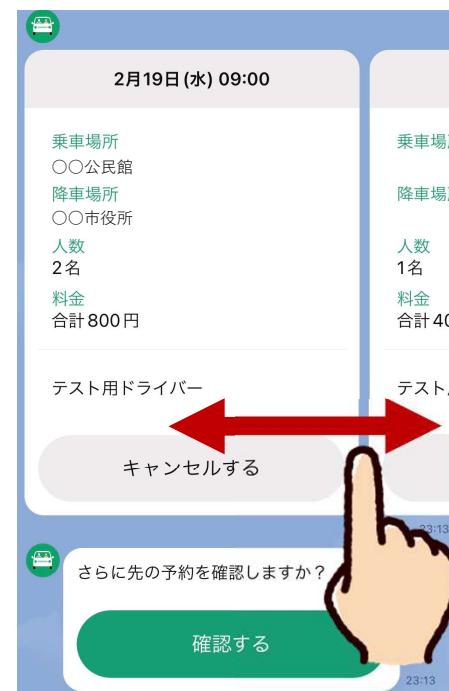 2月19日(水) 09:00
乗車場所
〇〇公民館
降車場所
〇〇市役所
人数
2名
料金
合計800円
テスト用ドライバー
キャンセルする
乗車場
降車場
人数
1名
料金
合計40
テスト
23:13
さらに先の予約を確認しますか？
確認する
23:13